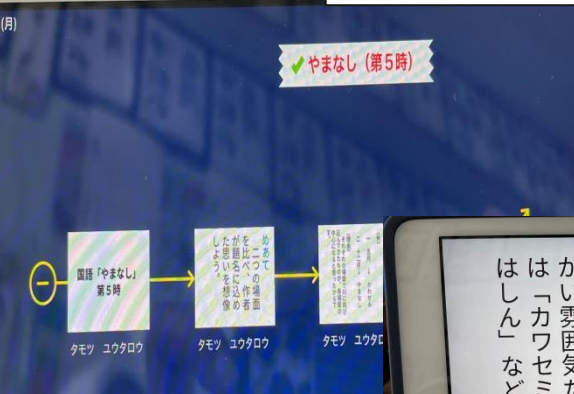 (月)
やまなし（第5時）
国語「やまなし」
第5時
タモツ ユウタロウ
めあて
二つの場面
を比べ、作者
が題名に込め
た思いを想像
しよう。
タモツ ユウタロウ
タモツ ユウタ
かい雰囲気
は「カワセミ
はしん」など